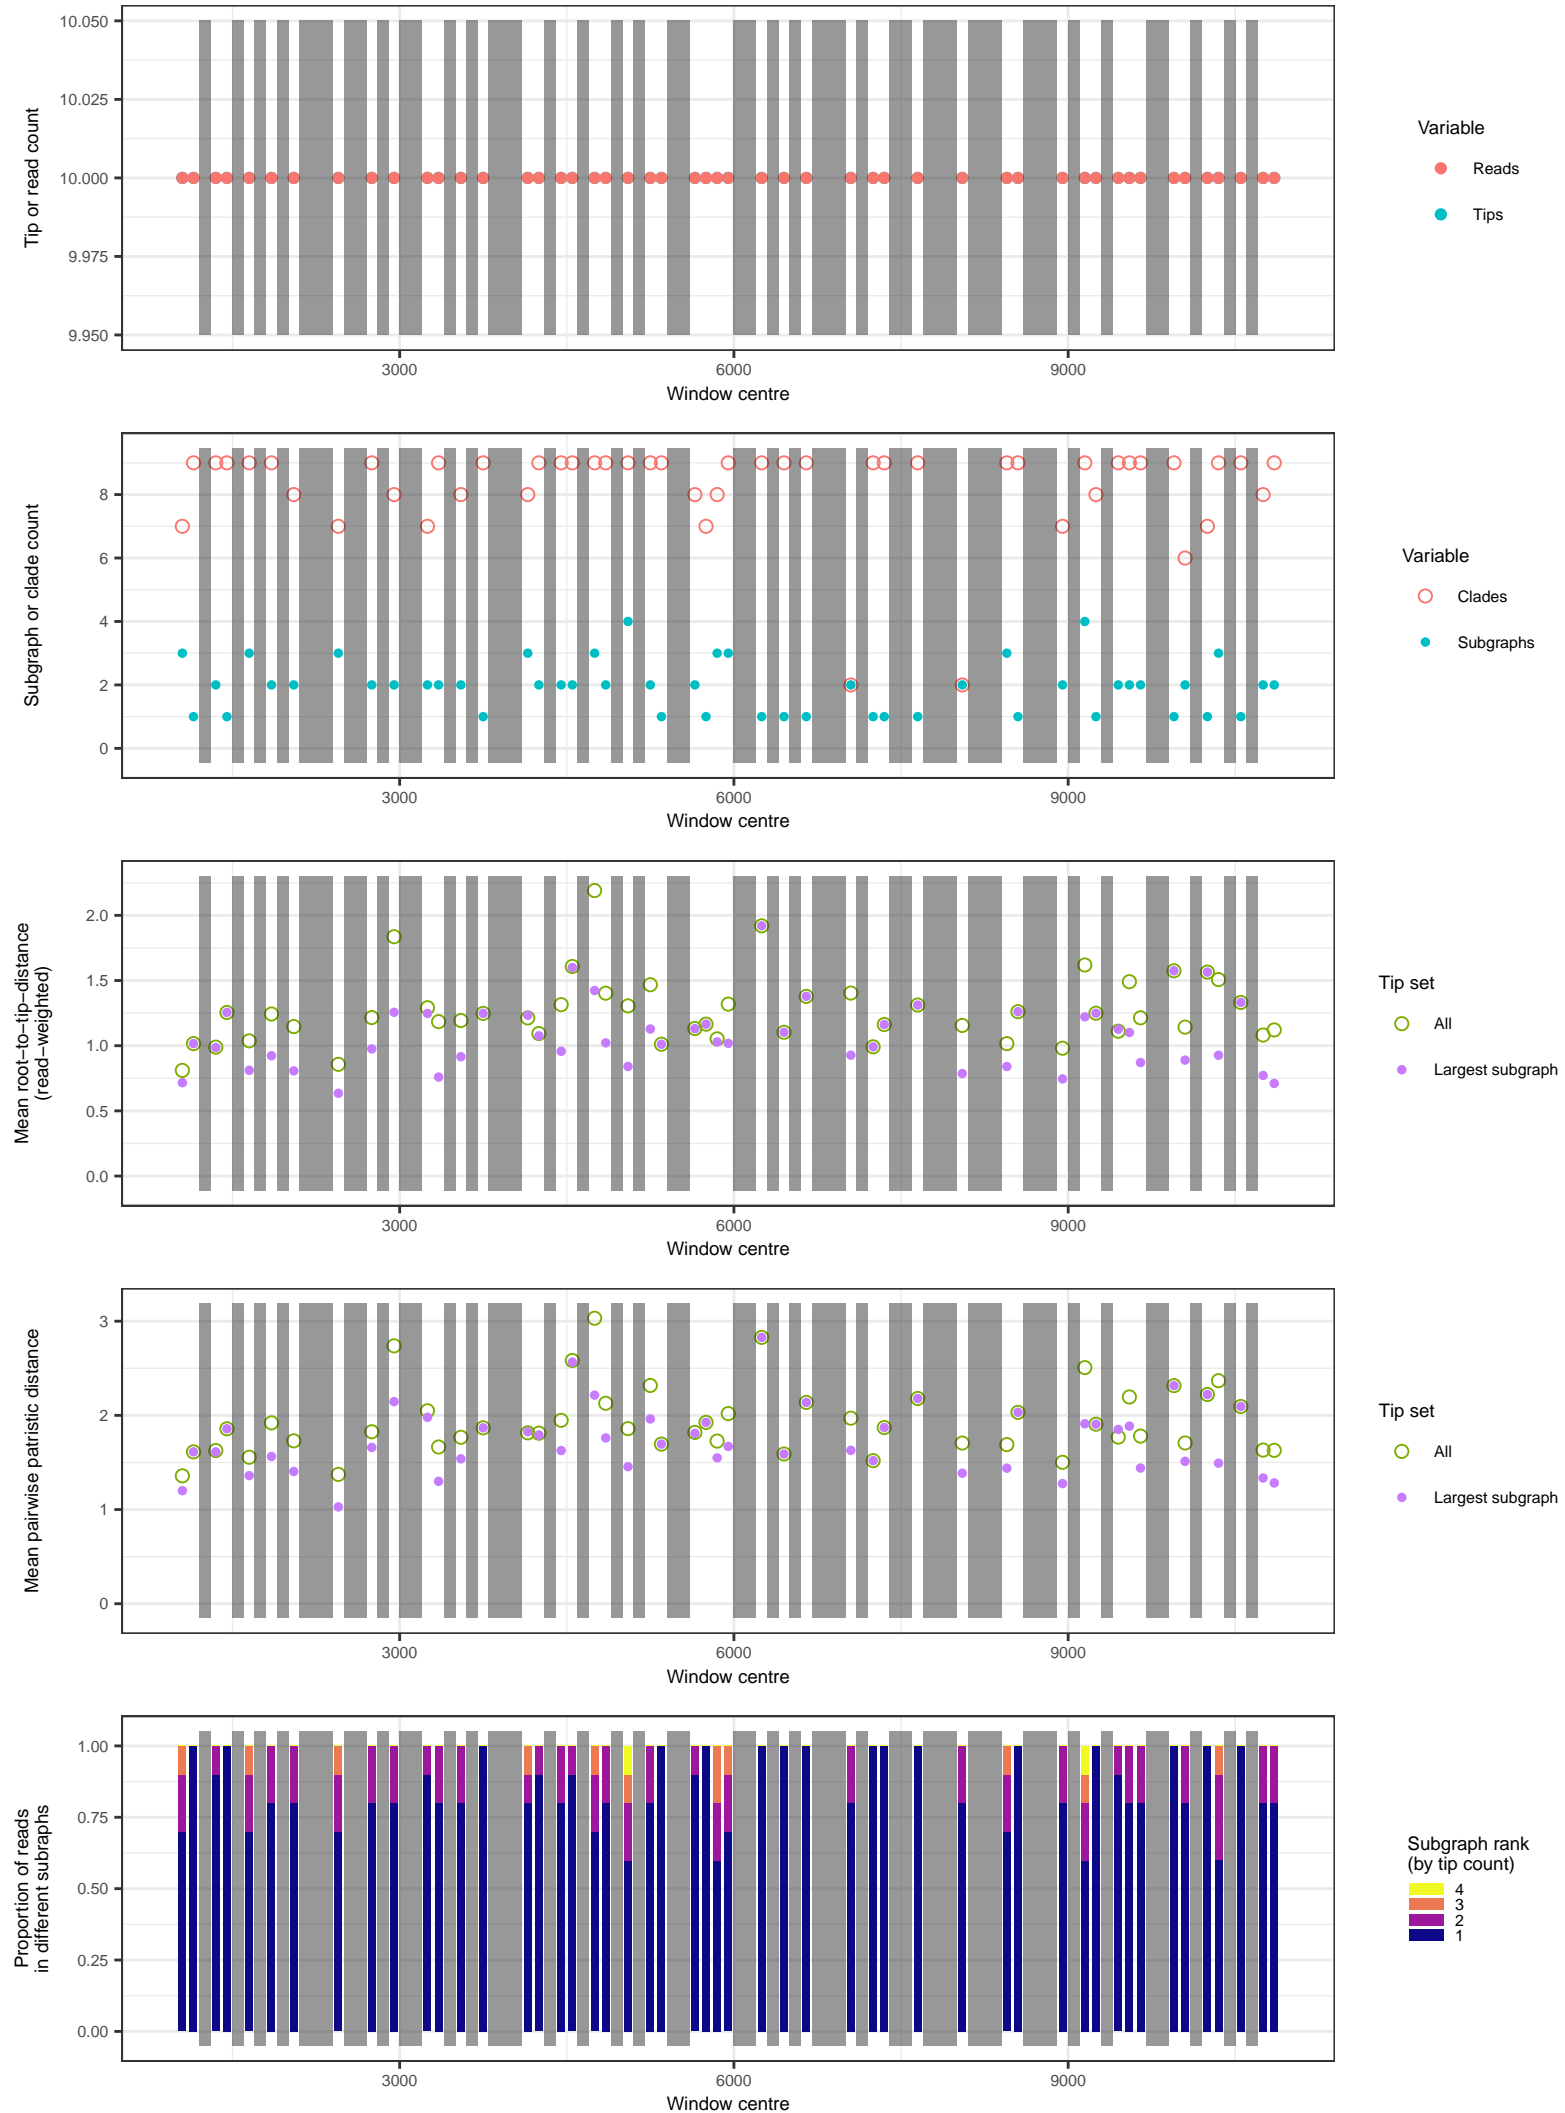 10.050
10.025
10.000
9.975
9.950
Tip or read count
3000
6000
9000
Window centre
Variable
Reads
Tips
8
6
4
2
0
Subgraph or clade count
3000
6000
9000
Window centre
Variable
Clades
Subgraphs
2.0
1.5
1.0
0.5
0.0
Mean root−to−tip−distance
(read−weighted)
3000
6000
9000
Window centre
Tip set
All
Largest subgraph
3
2
1
0
Mean pairwise patristic distance
3000
6000
9000
Window centre
Tip set
All
Largest subgraph
1.00
0.75
0.50
0.25
0.00
Proportion of reads
in different subraphs
3000
6000
9000
Window centre
Subgraph rank
(by tip count)
4
3
2
1